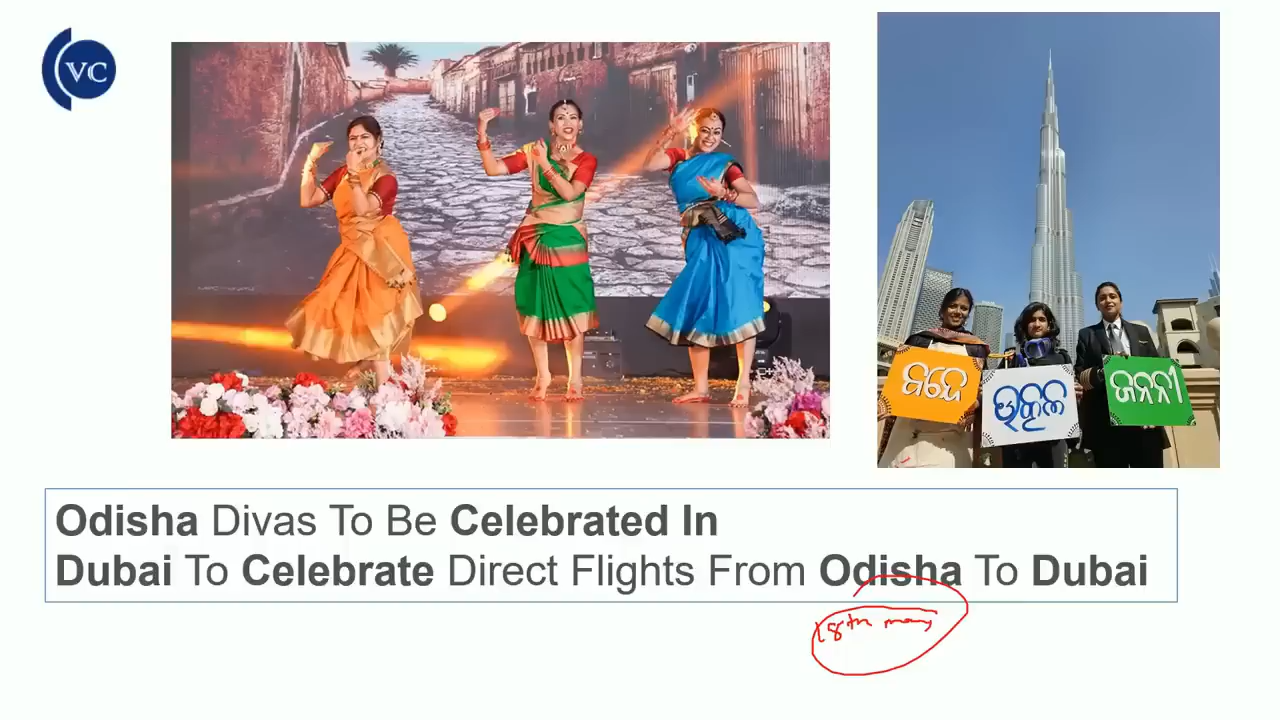 VC
ବନ୍ଦେ
ଉତ୍କଳ
ଜନନୀ
Odisha Divas To Be Celebrated In
Dubai To Celebrate Direct Flights From Odisha To Dubai
18th may